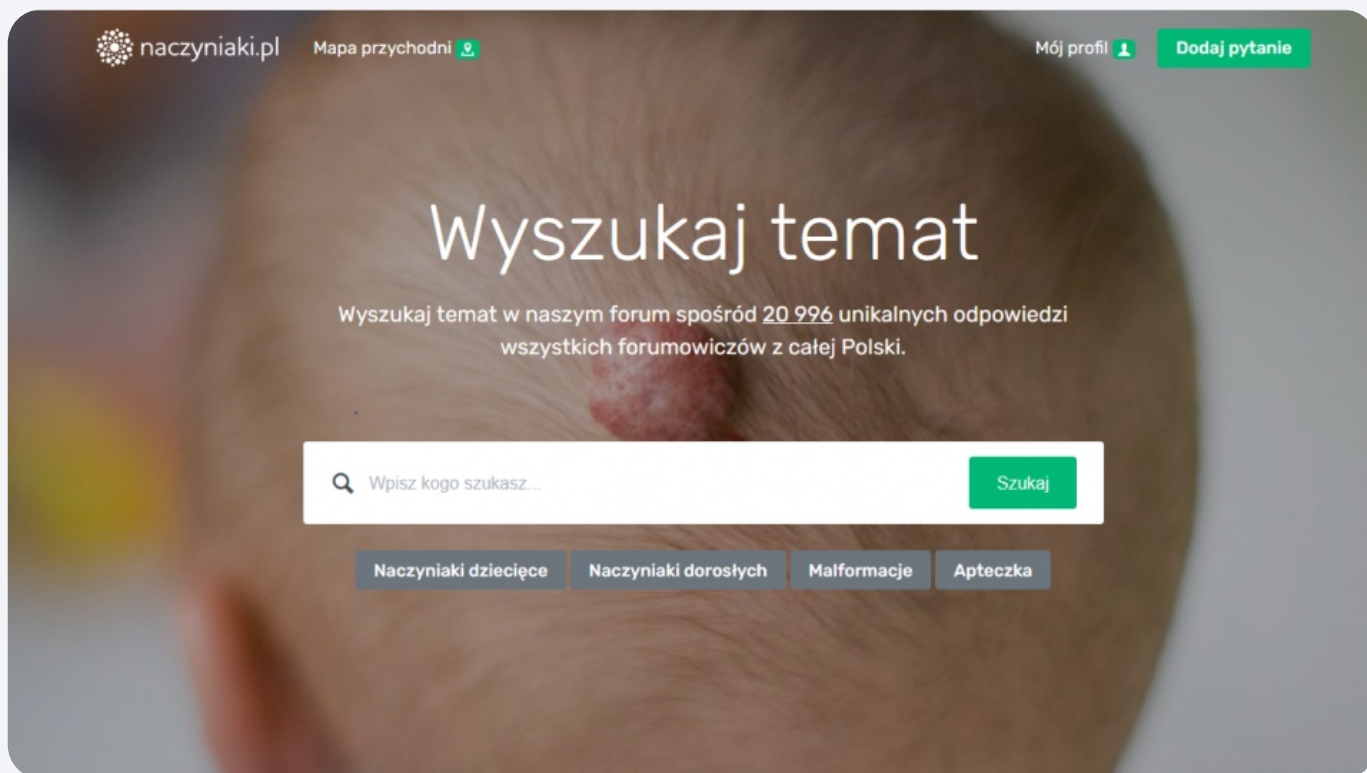 naczyniaki.pl
Mapa przychodni
Mój profil
Dodaj pytanie
Wyszukaj temat
Wyszukaj temat w naszym forum spośród 20 996 unikalnych odpowiedzi
wszystkich forumowiczów z całej Polski.
Wpisz kogo szukasz...
Szukaj
Naczyniaki dziecięce
Naczyniaki dorosłych
Malformacje
Apteczka